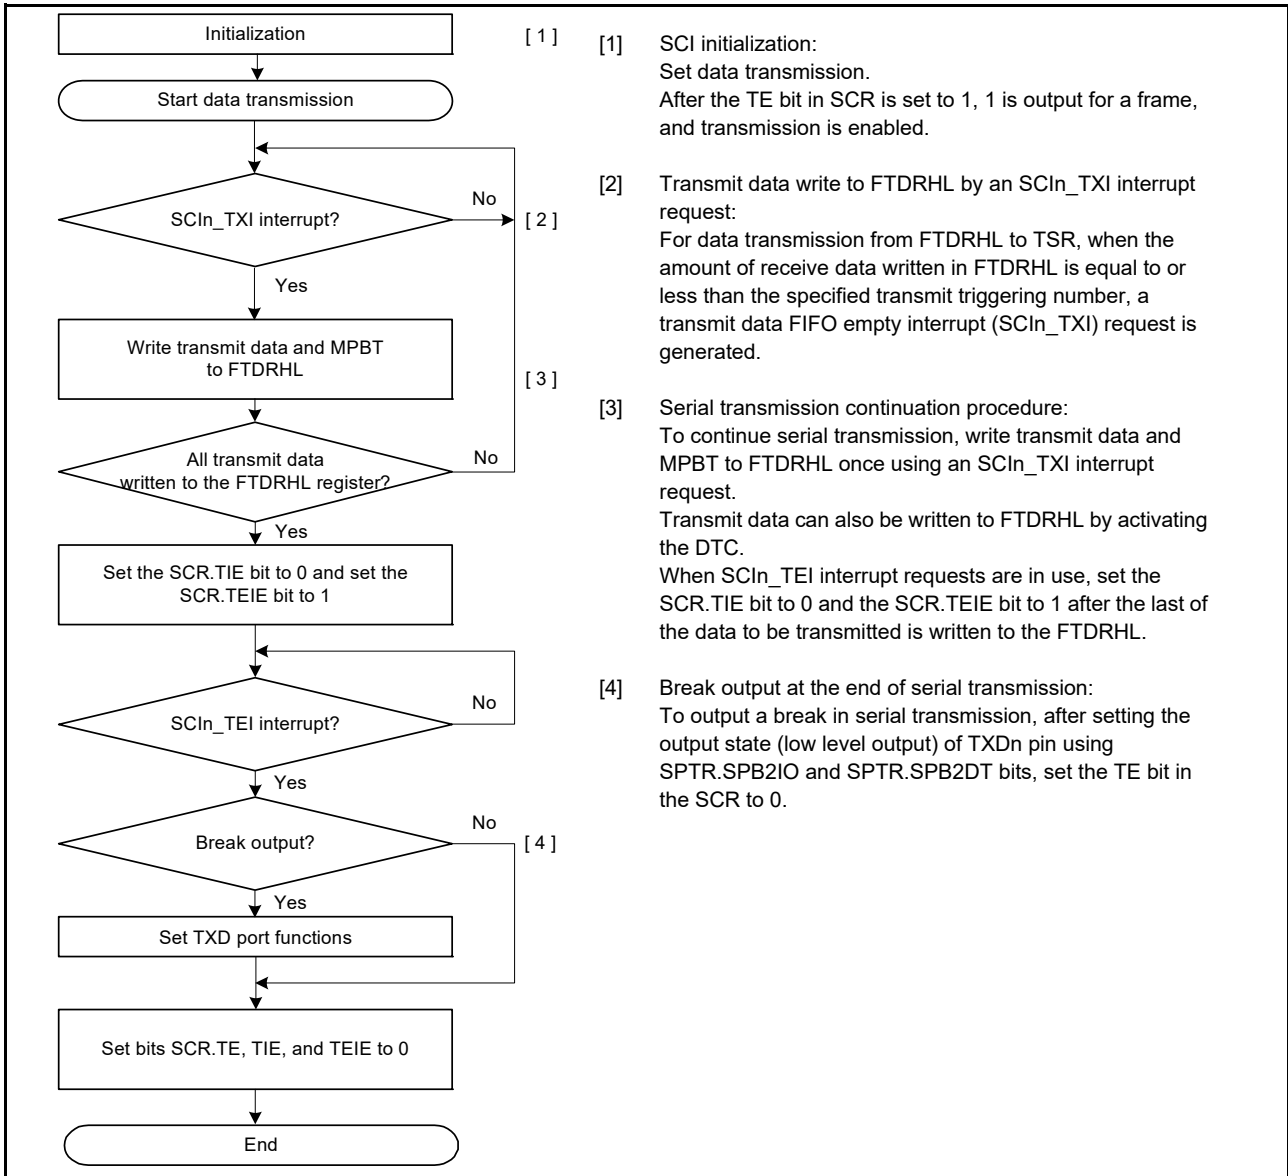 Initialization
[ 1 ]
Start data transmission
SCIn_TXI interrupt?
No
[ 2 ]
Yes
Write transmit data and MPBT
to FTDRHL
[ 3 ]
All transmit data
written to the FTDRHL register?
No
Yes
Set the SCR.TIE bit to 0 and set the
SCR.TEIE bit to 1
SCIn_TEI interrupt?
No
Yes
Break output?
No
[ 4 ]
Yes
Set TXD port functions
Set bits SCR.TE, TIE, and TEIE to 0
End
[1] SCI initialization:
Set data transmission.
After the TE bit in SCR is set to 1, 1 is output for a frame,
and transmission is enabled.
[2] Transmit data write to FTDRHL by an SCIn_TXI interrupt
request:
For data transmission from FTDRHL to TSR, when the
amount of receive data written in FTDRHL is equal to or
less than the specified transmit triggering number, a
transmit data FIFO empty interrupt (SCIn_TXI) request is
generated.
[3] Serial transmission continuation procedure:
To continue serial transmission, write transmit data and
MPBT to FTDRHL once using an SCIn_TXI interrupt
request.
Transmit data can also be written to FTDRHL by activating
the DTC.
When SCIn_TEI interrupt requests are in use, set the
SCR.TIE bit to 0 and the SCR.TEIE bit to 1 after the last of
the data to be transmitted is written to the FTDRHL.
[4] Break output at the end of serial transmission:
To output a break in serial transmission, after setting the
output state (low level output) of TXDn pin using
SPTR.SPB2IO and SPTR.SPB2DT bits, set the TE bit in
the SCR to 0.